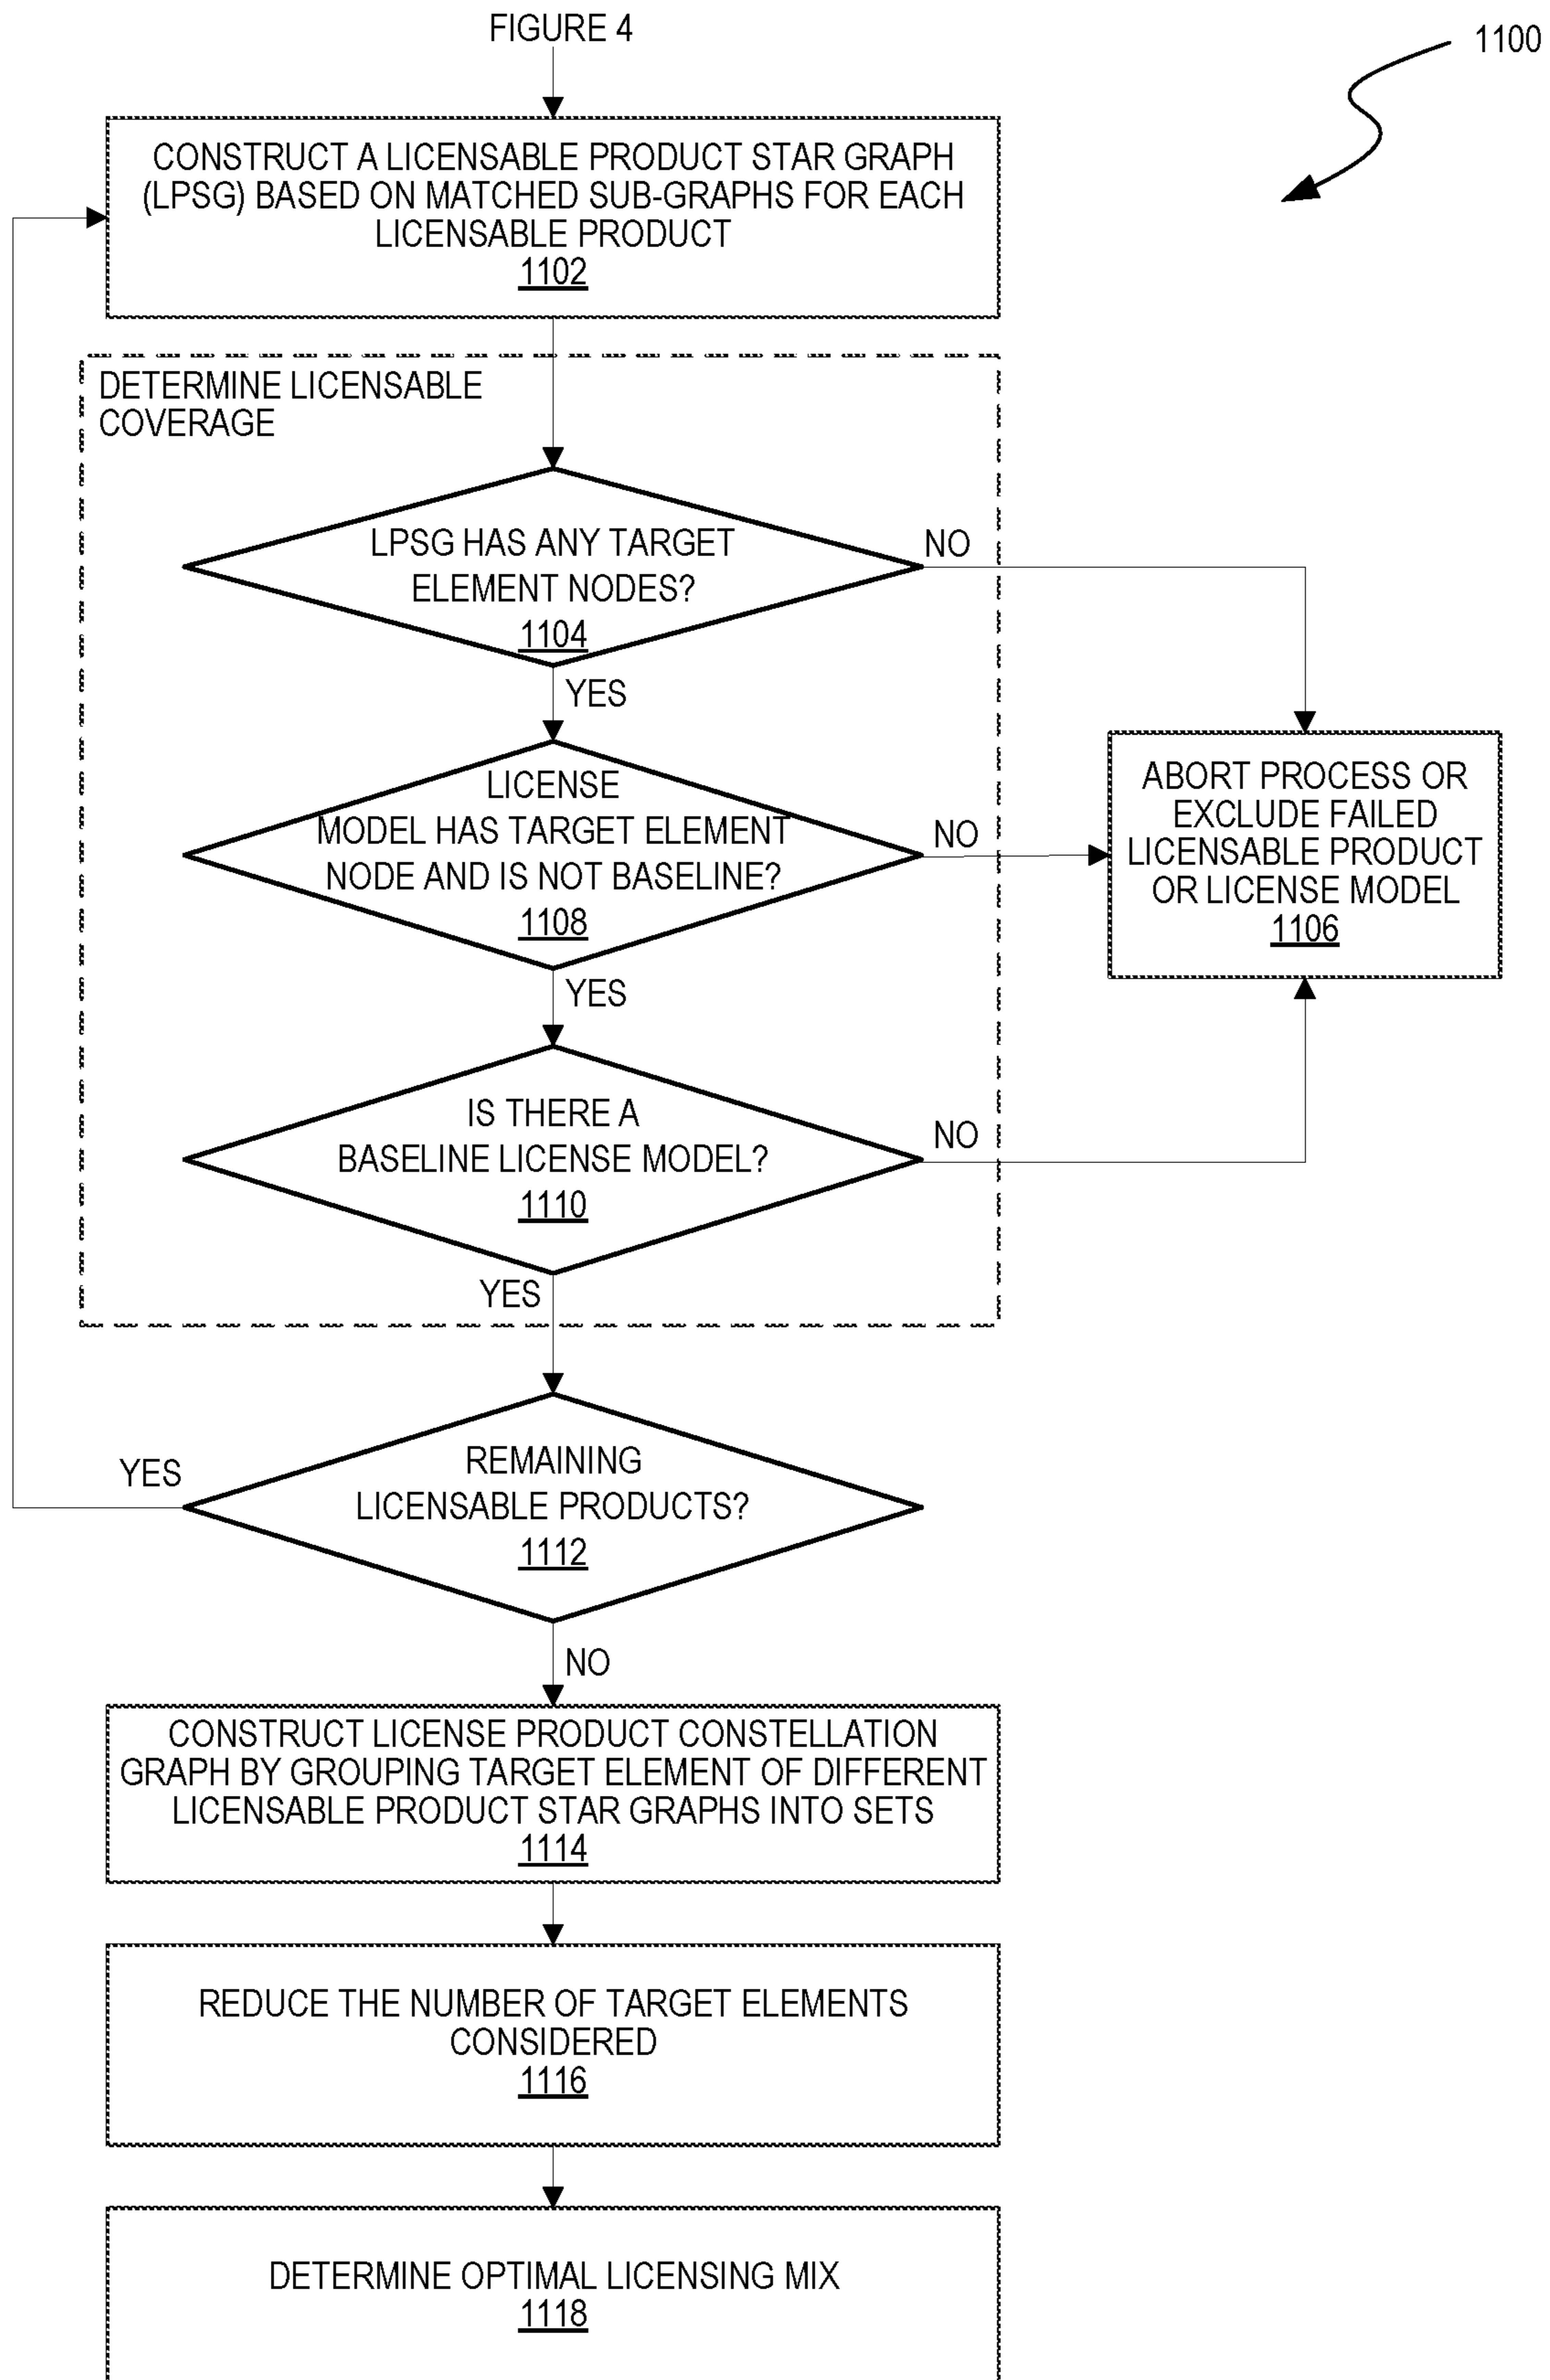 FIGURE 4
1100
CONSTRUCT A LICENSABLE PRODUCT STAR GRAPH
(LPSG) BASED ON MATCHED SUB-GRAPHS FOR EACH
LICENSABLE PRODUCT
1102
DETERMINE LICENSABLE
COVERAGE
LPSG HAS ANY TARGET
ELEMENT NODES?
1104
NO
YES
LICENSE
MODEL HAS TARGET ELEMENT
NODE AND IS NOT BASELINE?
1108
NO
ABORT PROCESS OR
EXCLUDE FAILED
LICENSABLE PRODUCT
OR LICENSE MODEL
1106
YES
IS THERE A
BASELINE LICENSE MODEL?
1110
NO
YES
REMAINING
LICENSABLE PRODUCTS?
1112
YES
NO
CONSTRUCT LICENSE PRODUCT CONSTELLATION
GRAPH BY GROUPING TARGET ELEMENT OF DIFFERENT
LICENSABLE PRODUCT STAR GRAPHS INTO SETS
1114
REDUCE THE NUMBER OF TARGET ELEMENTS
CONSIDERED
1116
DETERMINE OPTIMAL LICENSING MIX
1118